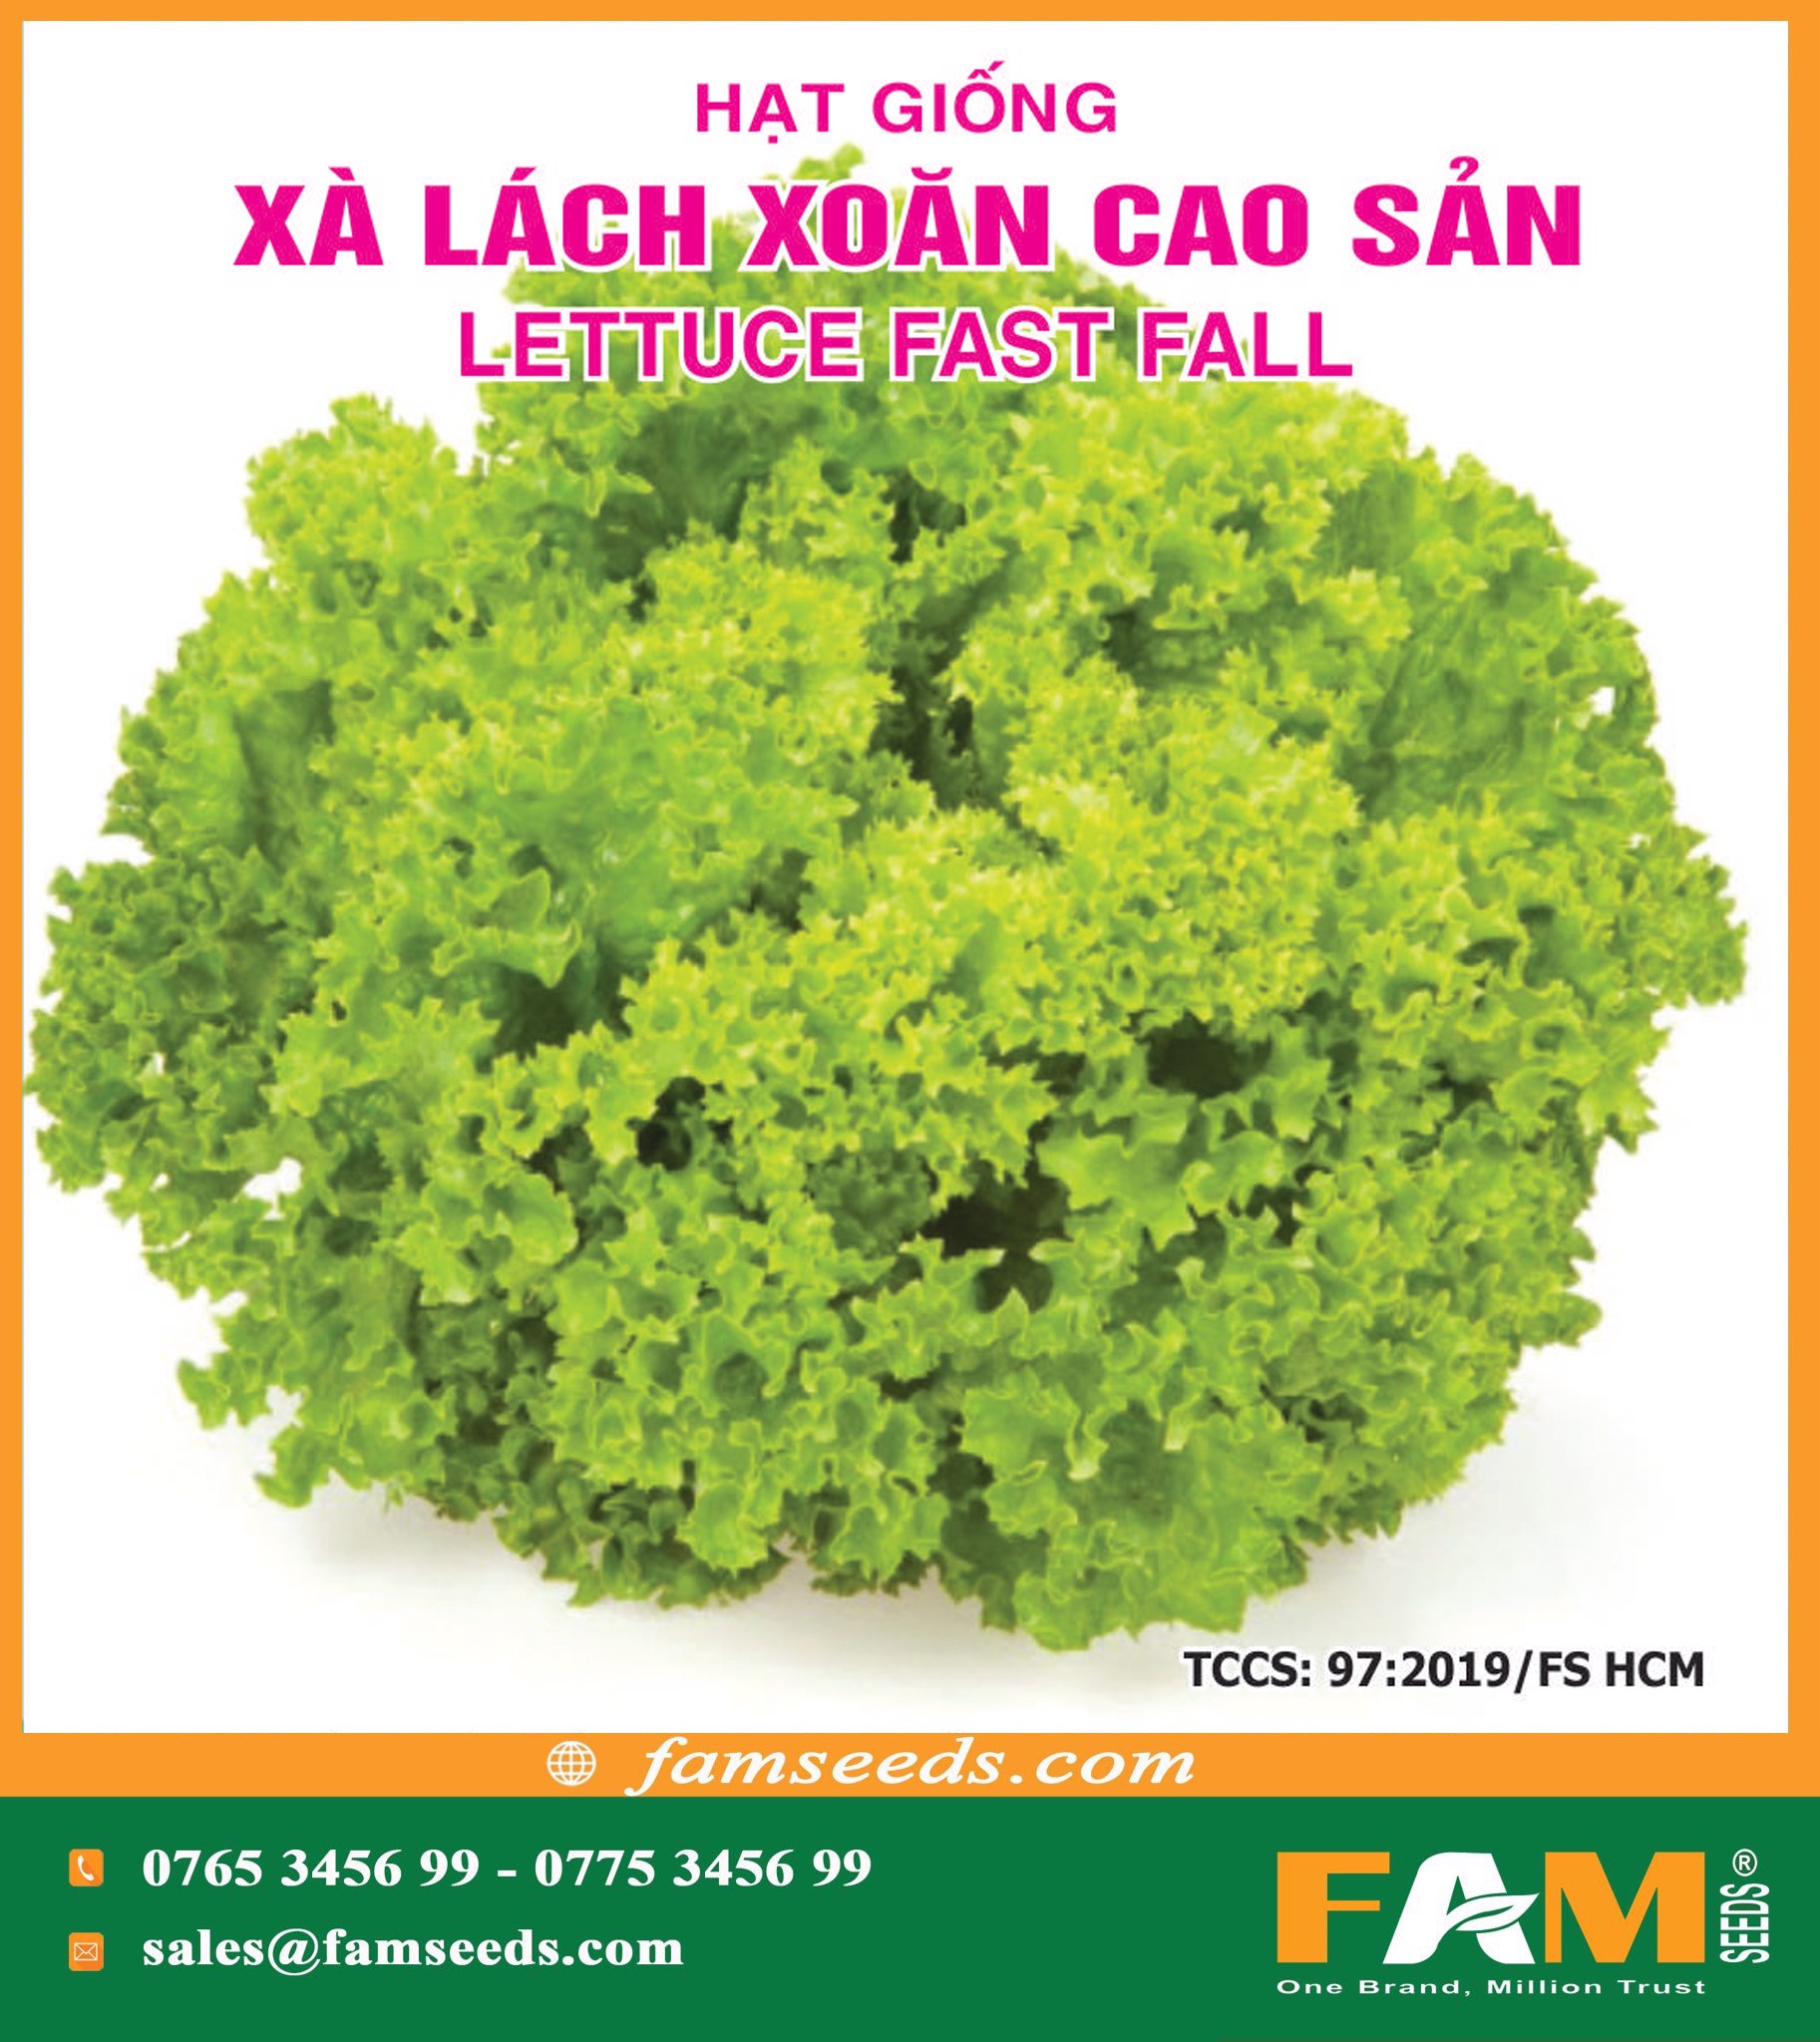 HẠT GIỐNG
XÀ LÁCH XOĂN CAO SẢN
LETTUCE FAST FALL
TCCS: 97:2019/FS HCM
famseeds.com
0765 3456 99 - 0775 3456 99
sales@famseeds.com
FAM SEEDS®
One Brand, Million Trust